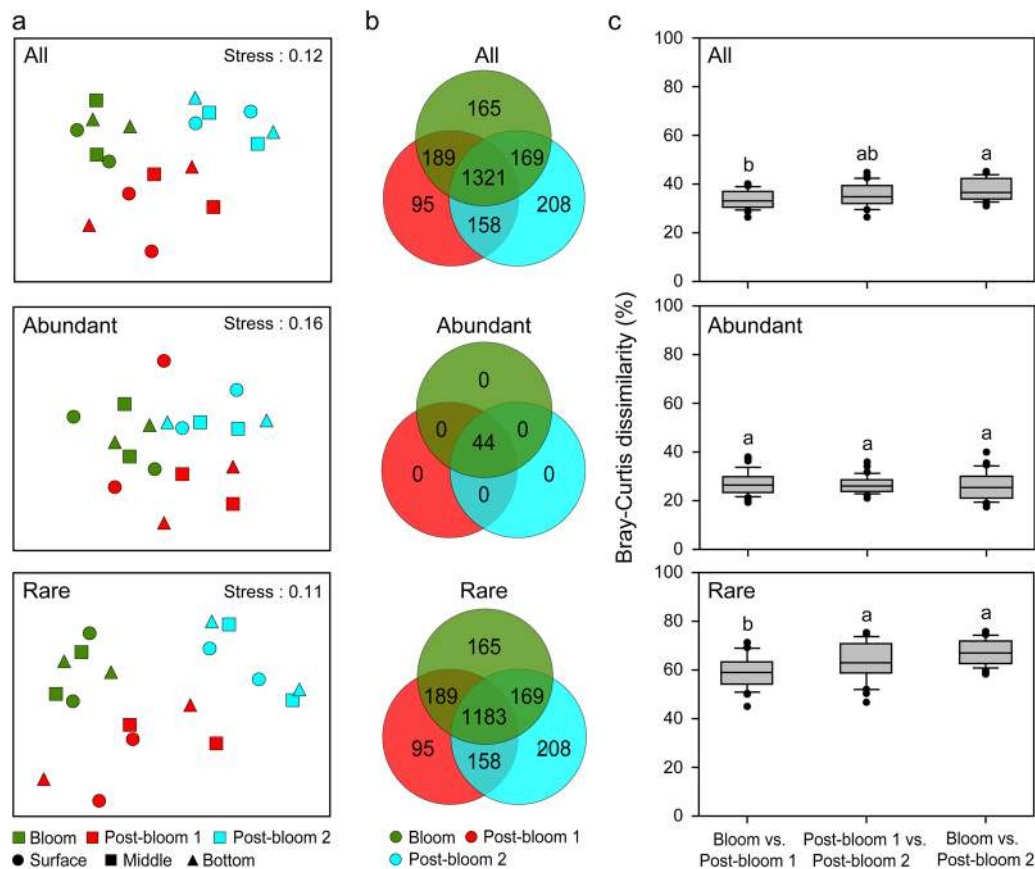 a
All
Stress : 0.12
Abundant
Stress : 0.16
Rare
Stress : 0.11
Bloom Post-bloom 1 Post-bloom 2
Surface Middle Bottom
b
All
165
189 169
1321
95 208
158
Abundant
0
0 0
44
0 0
0
Rare
165
189 169
1183
95 208
158
Bloom Post-bloom 1
Post-bloom 2
c
Bray-Curtis dissimilarity (%)
100
All
80
60
b ab a
40
20
0
100
Abundant
80
60
a a a
40
20
0
100
Rare
b a a
80
60
40
20
0
Bloom vs. Post-bloom 1 vs. Bloom vs.
Post-bloom 1 Post-bloom 2 Post-bloom 2